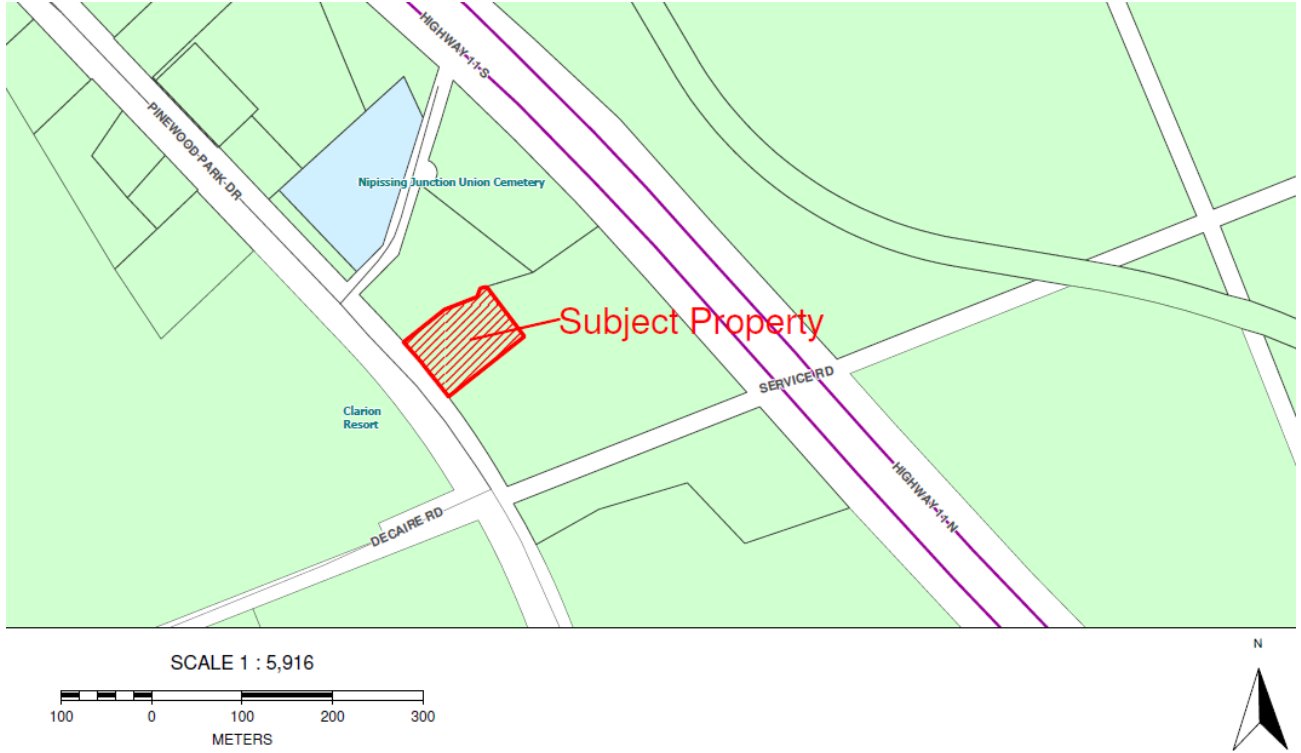 HIGHWAY 11 S
PINEWOOD PARK DR
Nipissing Junction Union Cemetery
Subject Property
SERVICE RD
Clarion
Resort
HIGHWAY 11 N
DECAIRE RD
SCALE 1 : 5,916
100 0 100 200 300
METERS
N